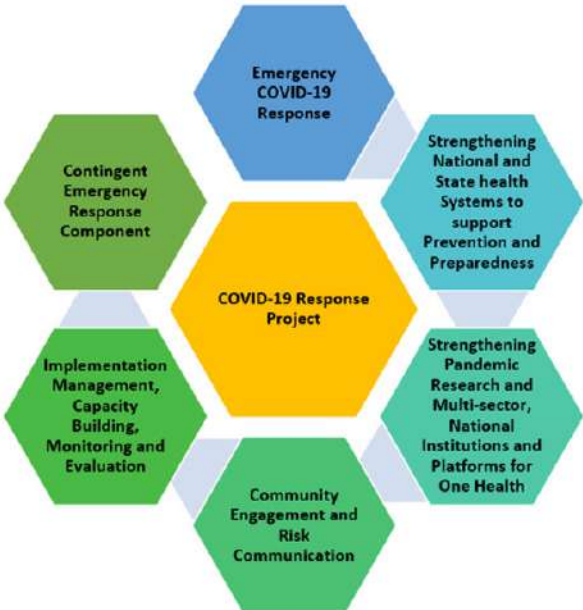 Emergency
COVID-19
Response
Strengthening
National and
State health
Systems to
support
Prevention and
Preparedness
Strengthening
Pandemic
Research and
Multi-sector,
National
Institutions and
Platforms for
One Health
Community
Engagement and
Risk
Communication
Implementation
Management,
Capacity
Building,
Monitoring and
Evaluation
Contingent
Emergency
Response
Component
COVID-19 Response
Project